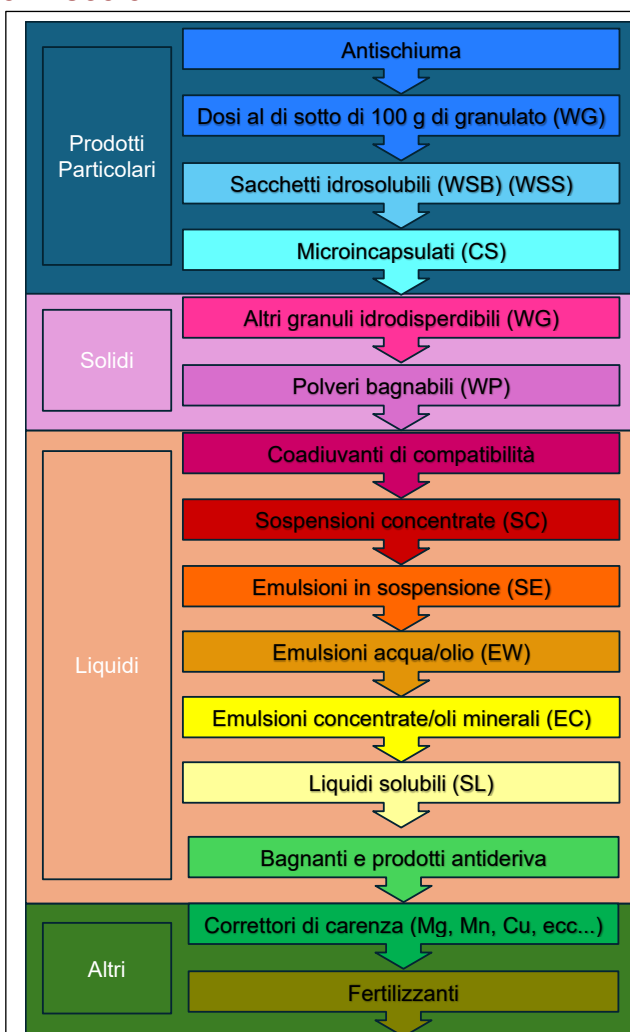 Prodotti
Particolari
Antischiuma
Dosi al di sotto di 100 g di granulato (WG)
Sacchetti idrosolubili (WSB) (WSS)
Microincapsulati (CS)
Solidi
Altri granuli idrodisperdibili (WG)
Polveri bagnabili (WP)
Liquidi
Coadiuvanti di compatibilità
Sospensioni concentrate (SC)
Emulsioni in sospensione (SE)
Emulsioni acqua/olio (EW)
Emulsioni concentrate/oli minerali (EC)
Liquidi solubili (SL)
Bagnanti e prodotti antideriva
Altri
Correttori di carenza (Mg, Mn, Cu, ecc...)
Fertilizzanti